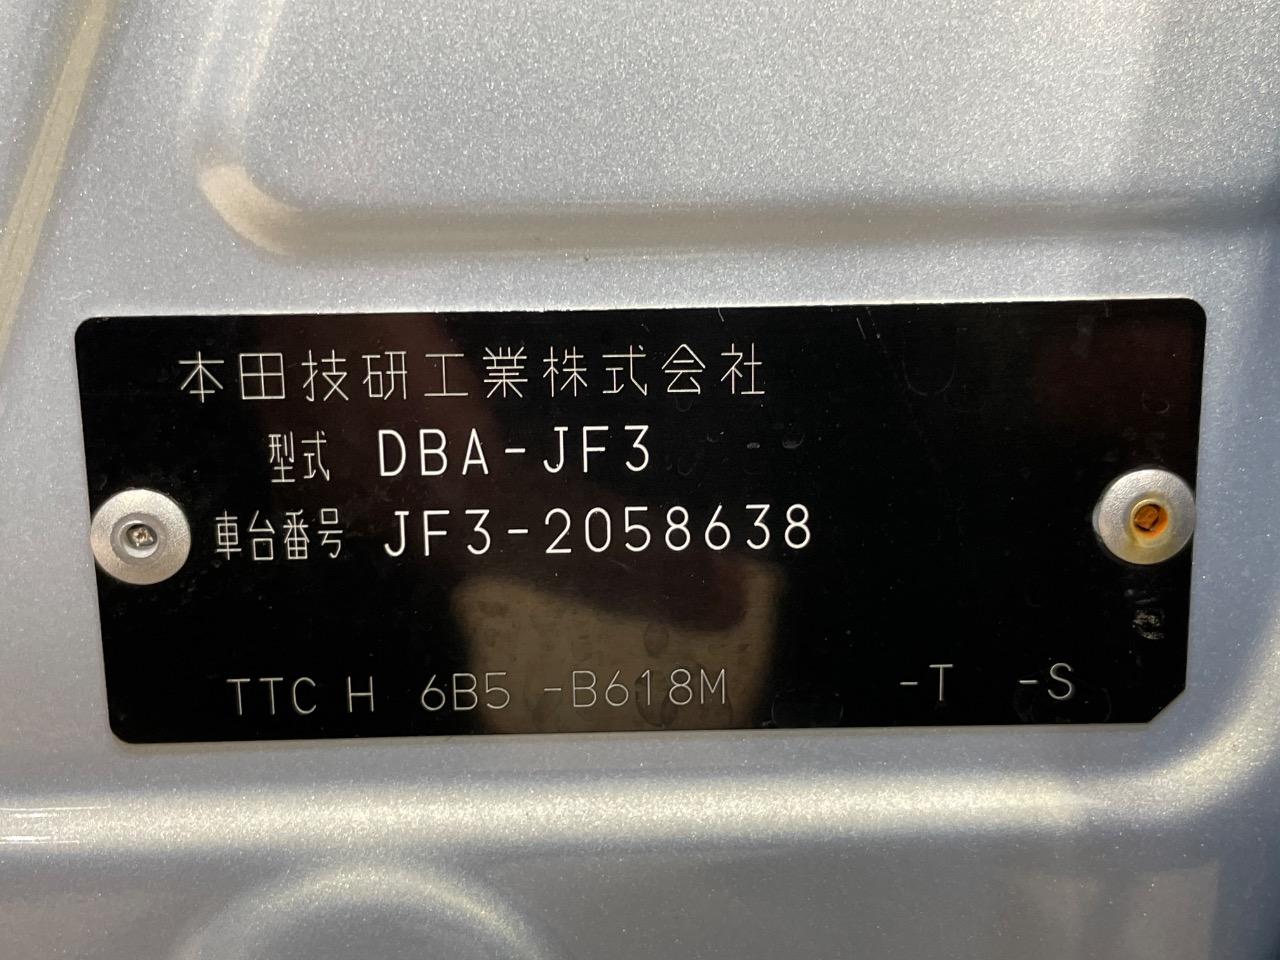 本田技研工業株式会社
型式 DBA-JF3
車台番号 JF3-2058638
TTC H 6B5 -B618M -T -S